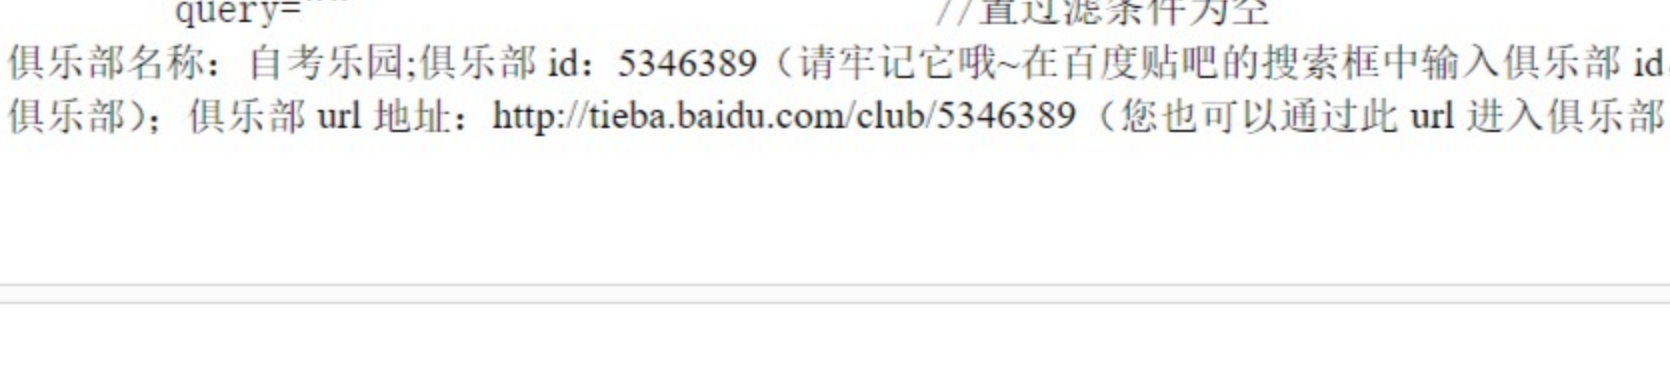 query="" //置过滤条件为空
俱乐部名称：自考乐园;俱乐部 id：5346389（请牢记它哦~在百度贴吧的搜索框中输入俱乐部 id
俱乐部）；俱乐部 url 地址：http://tieba.baidu.com/club/5346389（您也可以通过此 url 进入俱乐部